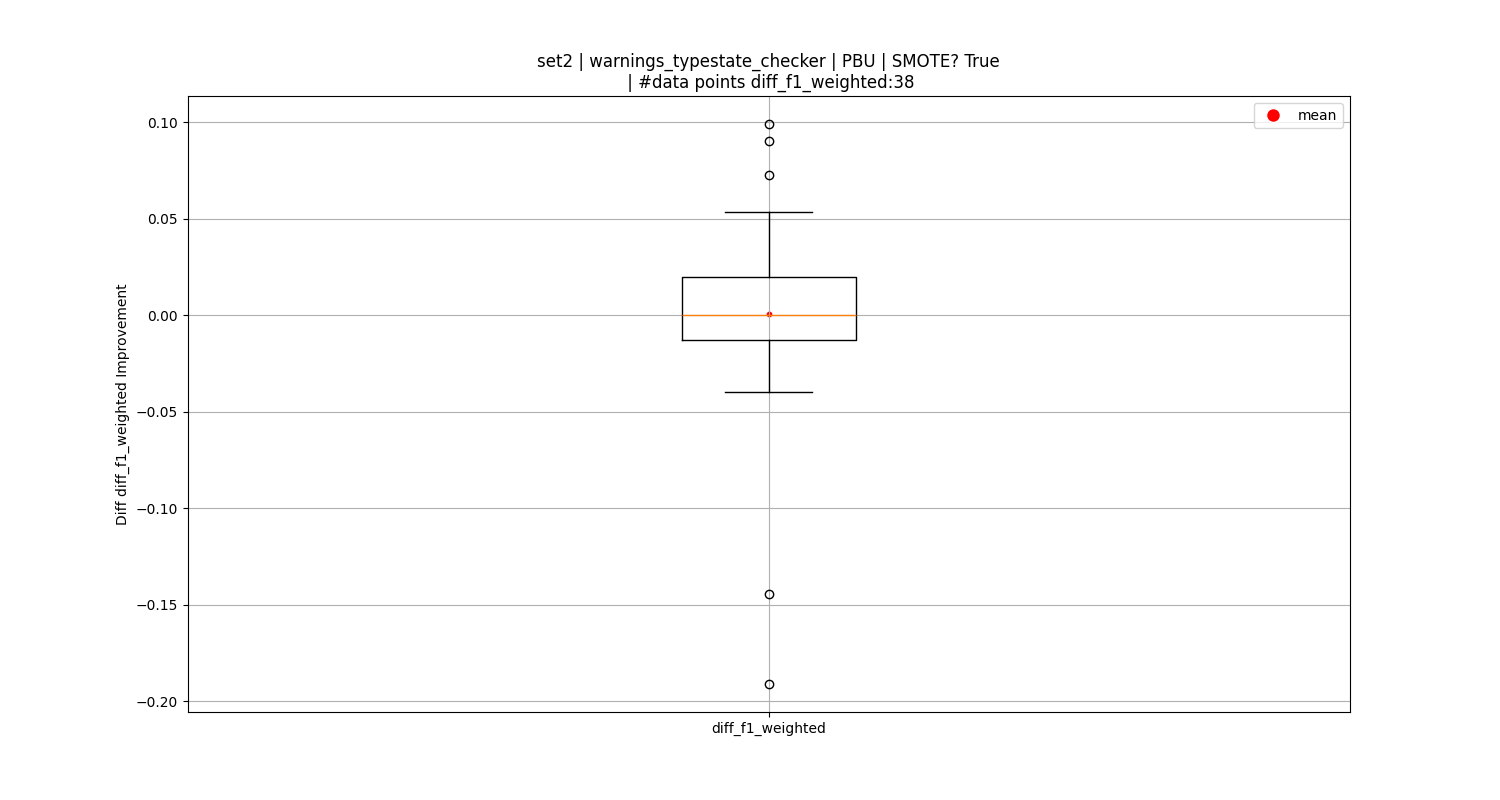 set2 | warnings_typestate_checker | PBU | SMOTE? True
| #data points diff_f1_weighted:38
mean
0.10
0.05
0.00
−0.05
−0.10
−0.15
−0.20
Diff diff_f1_weighted Improvement
diff_f1_weighted